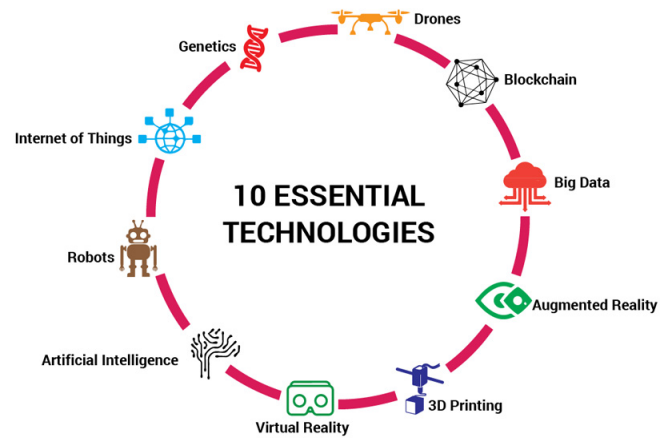 10 ESSENTIAL
TECHNOLOGIES
Drones
Blockchain
Big Data
Augmented Reality
3D Printing
Virtual Reality
Artificial Intelligence
Robots
Internet of Things
Genetics